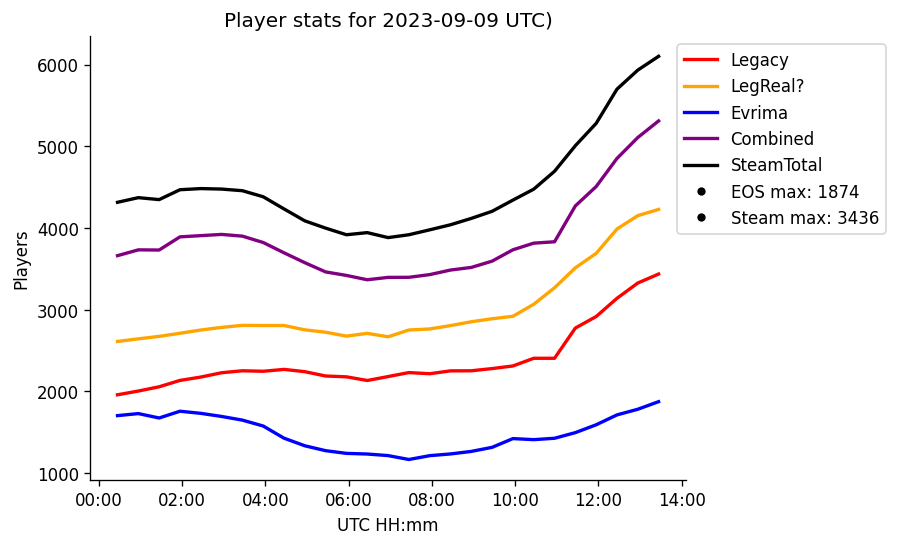 Player stats for 2023-09-09 UTC)
Legacy
LegReal?
Evrima
Combined
SteamTotal
EOS max: 1874
Steam max: 3436
Players
6000
5000
4000
3000
2000
1000
00:00 02:00 04:00 06:00 08:00 10:00 12:00 14:00
UTC HH:mm